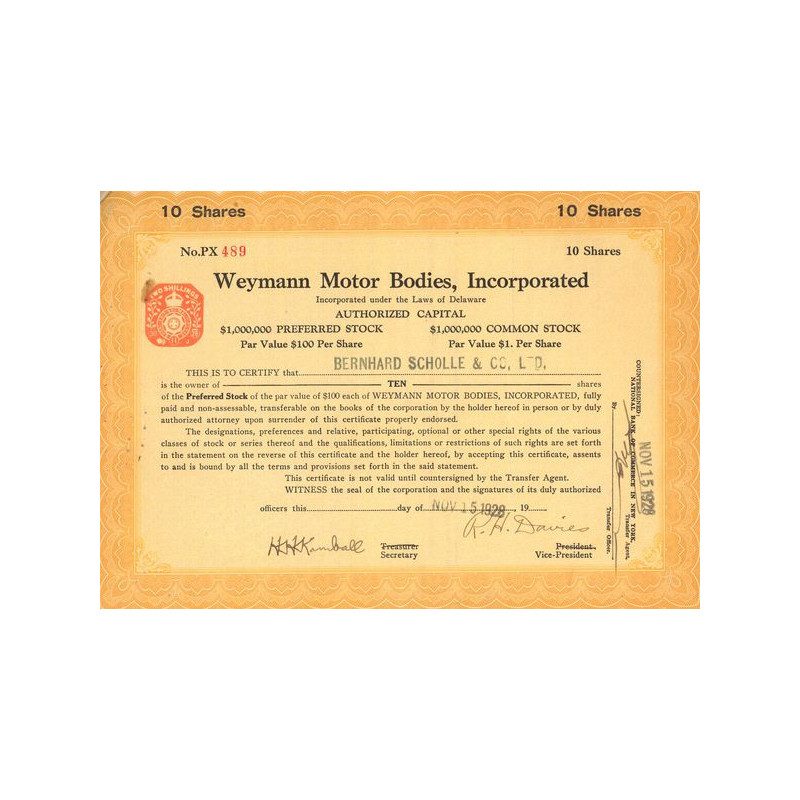 10 Shares 10 Shares
No.PX 489 10 Shares
TWO SHILLINGS
Weymann Motor Bodies, Incorporated
Incorporated under the Laws of Delaware
AUTHORIZED CAPITAL
$1,000,000 PREFERRED STOCK $1,000,000 COMMON STOCK
Par Value $100 Per Share Par Value $1. Per Share
THIS IS TO CERTIFY that BERNHARD SCHOLLE & CO, LTD.
is the owner of TEN shares
of the Preferred Stock of the par value of $100 each of WEYMANN MOTOR BODIES, INCORPORATED, fully
paid and non-assessable, transferable on the books of the corporation by the holder hereof in person or by duly
authorized attorney upon surrender of this certificate properly endorsed.
The designations, preferences and relative, participating, optional or other special rights of the various
classes of stock or series thereof and the qualifications, limitations or restrictions of such rights are set forth
in the statement on the reverse of this certificate and the holder hereof, by accepting this certificate, assents
to and is bound by all the terms and provisions set forth in the said statement.
This certificate is not valid until countersigned by the Transfer Agent.
WITNESS the seal of the corporation and the signatures of its duly authorized
officers this day of NOV 15 1928, 19
H H Kimball R. H. Davies
Treasurer President
Secretary Vice-President
COUNTERSIGNED:
NATIONAL BANK OF COMMERCE IN NEW YORK,
Transfer Agent,
By
Transfer Officer.
NOV 15 1928